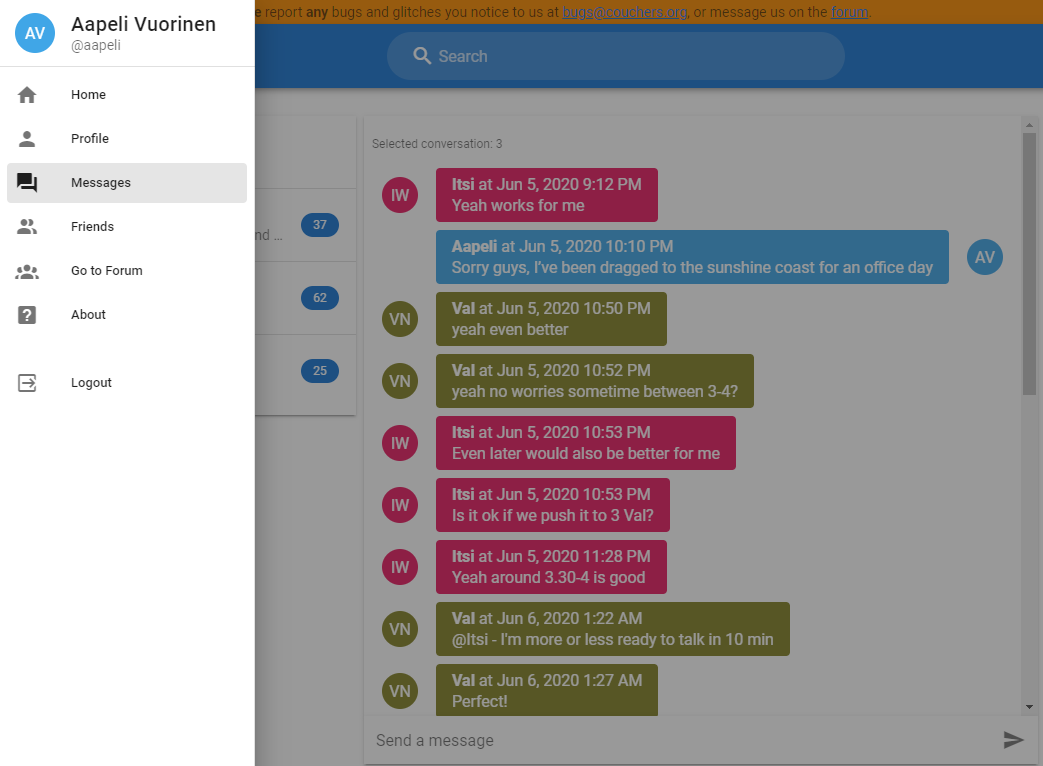 AV
Aapeli Vuorinen
@aapeli
Home
Profile
Messages
Friends
Go to Forum
About
Logout
e report any bugs and glitches you notice to us at bugs@couchers.org, or message us on the forum.
Search
nd ...
37
62
25
Selected conversation: 3
IW
Itsi at Jun 5, 2020 9:12 PM
Yeah works for me
Aapeli at Jun 5, 2020 10:10 PM
Sorry guys, I've been dragged to the sunshine coast for an office day
AV
VN
Val at Jun 5, 2020 10:50 PM
yeah even better
VN
Val at Jun 5, 2020 10:52 PM
yeah no worries sometime between 3-4?
IW
Itsi at Jun 5, 2020 10:53 PM
Even later would also be better for me
IW
Itsi at Jun 5, 2020 10:53 PM
Is it ok if we push it to 3 Val?
IW
Itsi at Jun 5, 2020 11:28 PM
Yeah around 3.30-4 is good
VN
Val at Jun 6, 2020 1:22 AM
@Itsi - I'm more or less ready to talk in 10 min
VN
Val at Jun 6, 2020 1:27 AM
Perfect!
Send a message